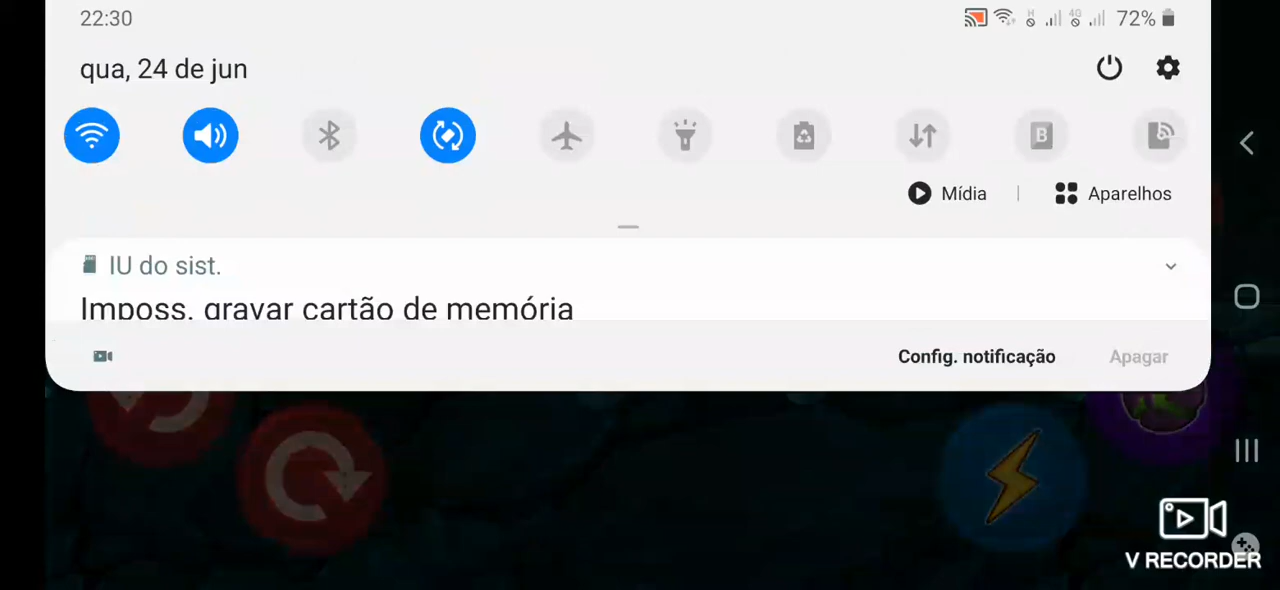 22:30
H
4G
72%
qua, 24 de jun
B
Mídia
Aparelhos
IU do sist.
Imposs. gravar cartão de memória
Config. notificação
Apagar
V RECORDER